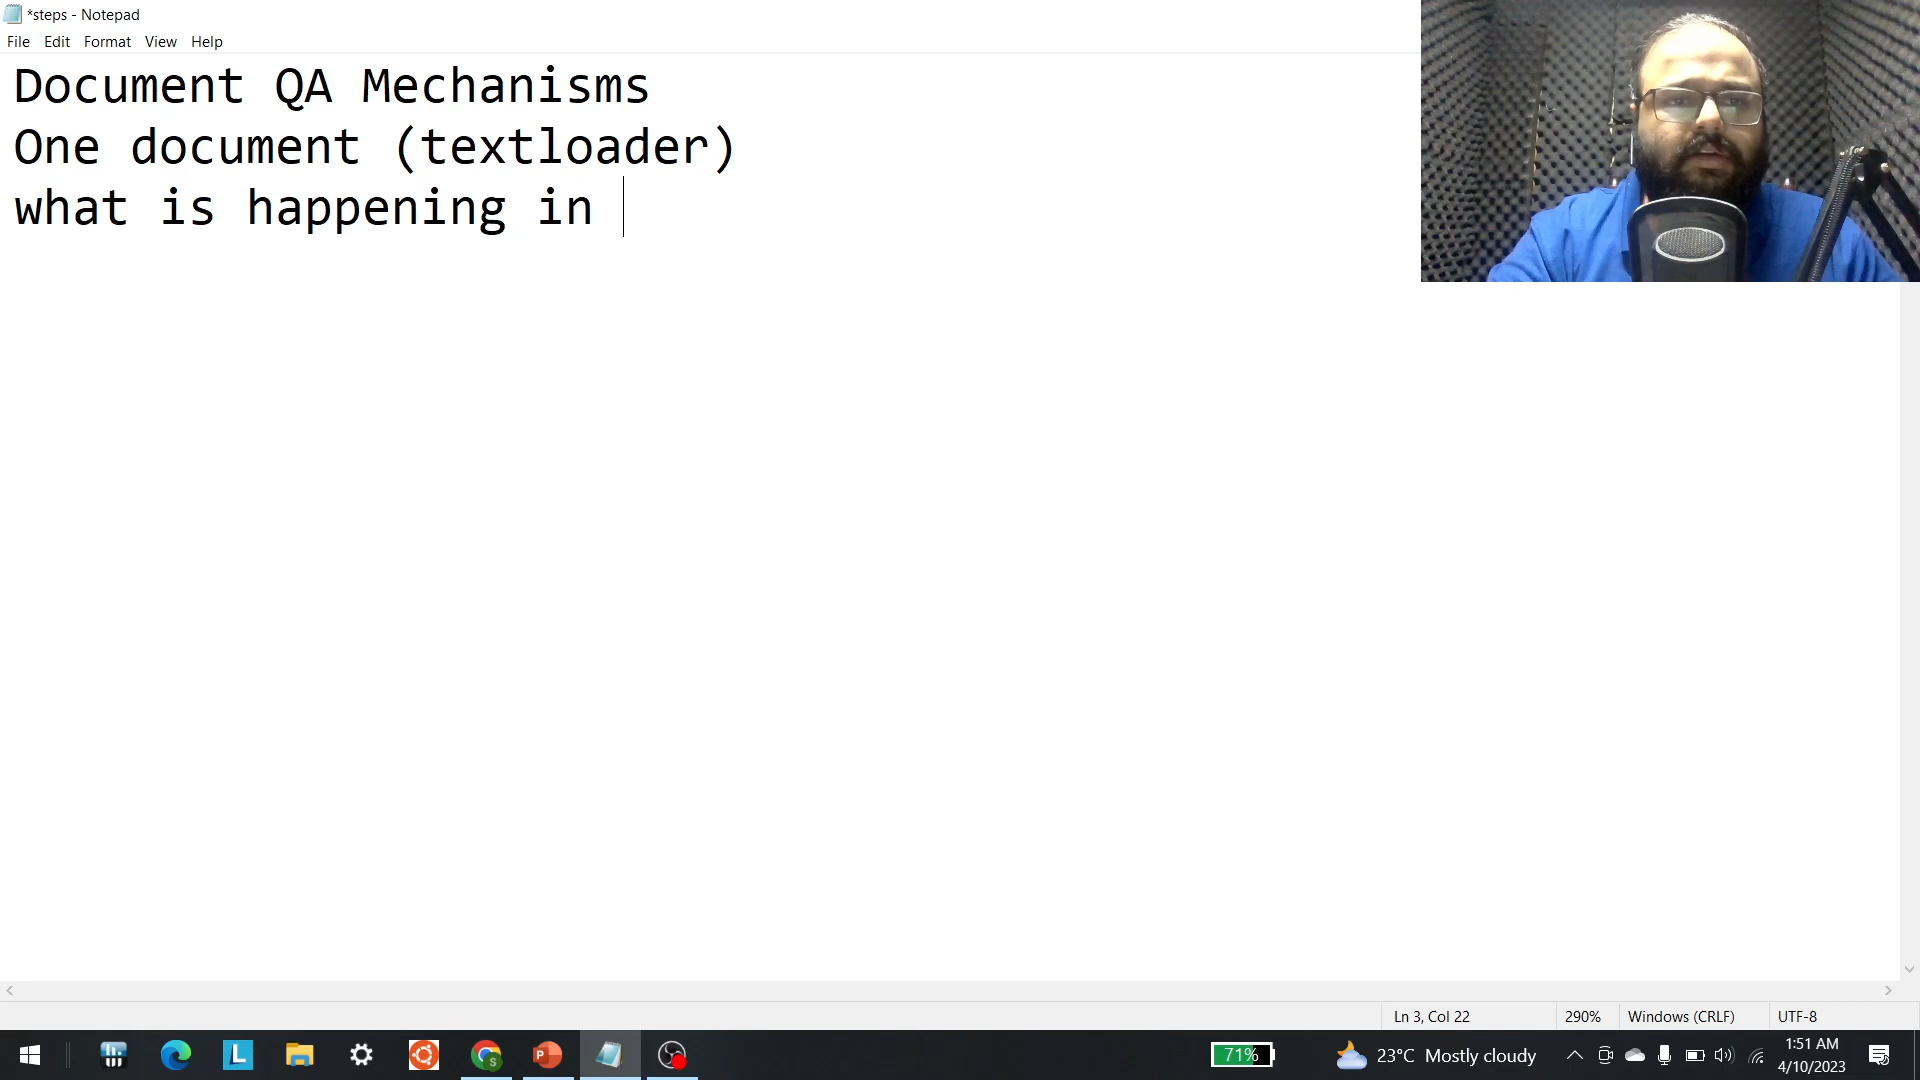 *steps - Notepad
File Edit Format View Help
Document QA Mechanisms
One document (textloader)
what is happening in
Ln 3, Col 22 290% Windows (CRLF) UTF-8
L P 71% 23°C Mostly cloudy 1:51 AM
4/10/2023